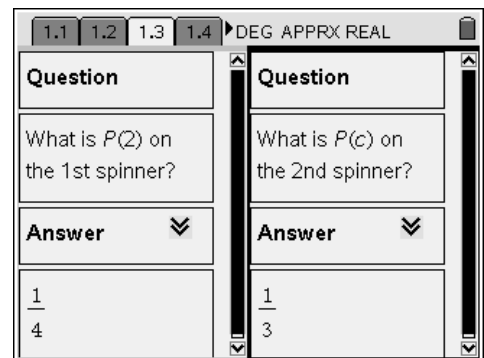 1.1 1.2 1.3 1.4 DEG APPRX REAL
Question
What is P(2) on
the 1st spinner?
Answer
1
4
Question
What is P(c) on
the 2nd spinner?
Answer
1
3